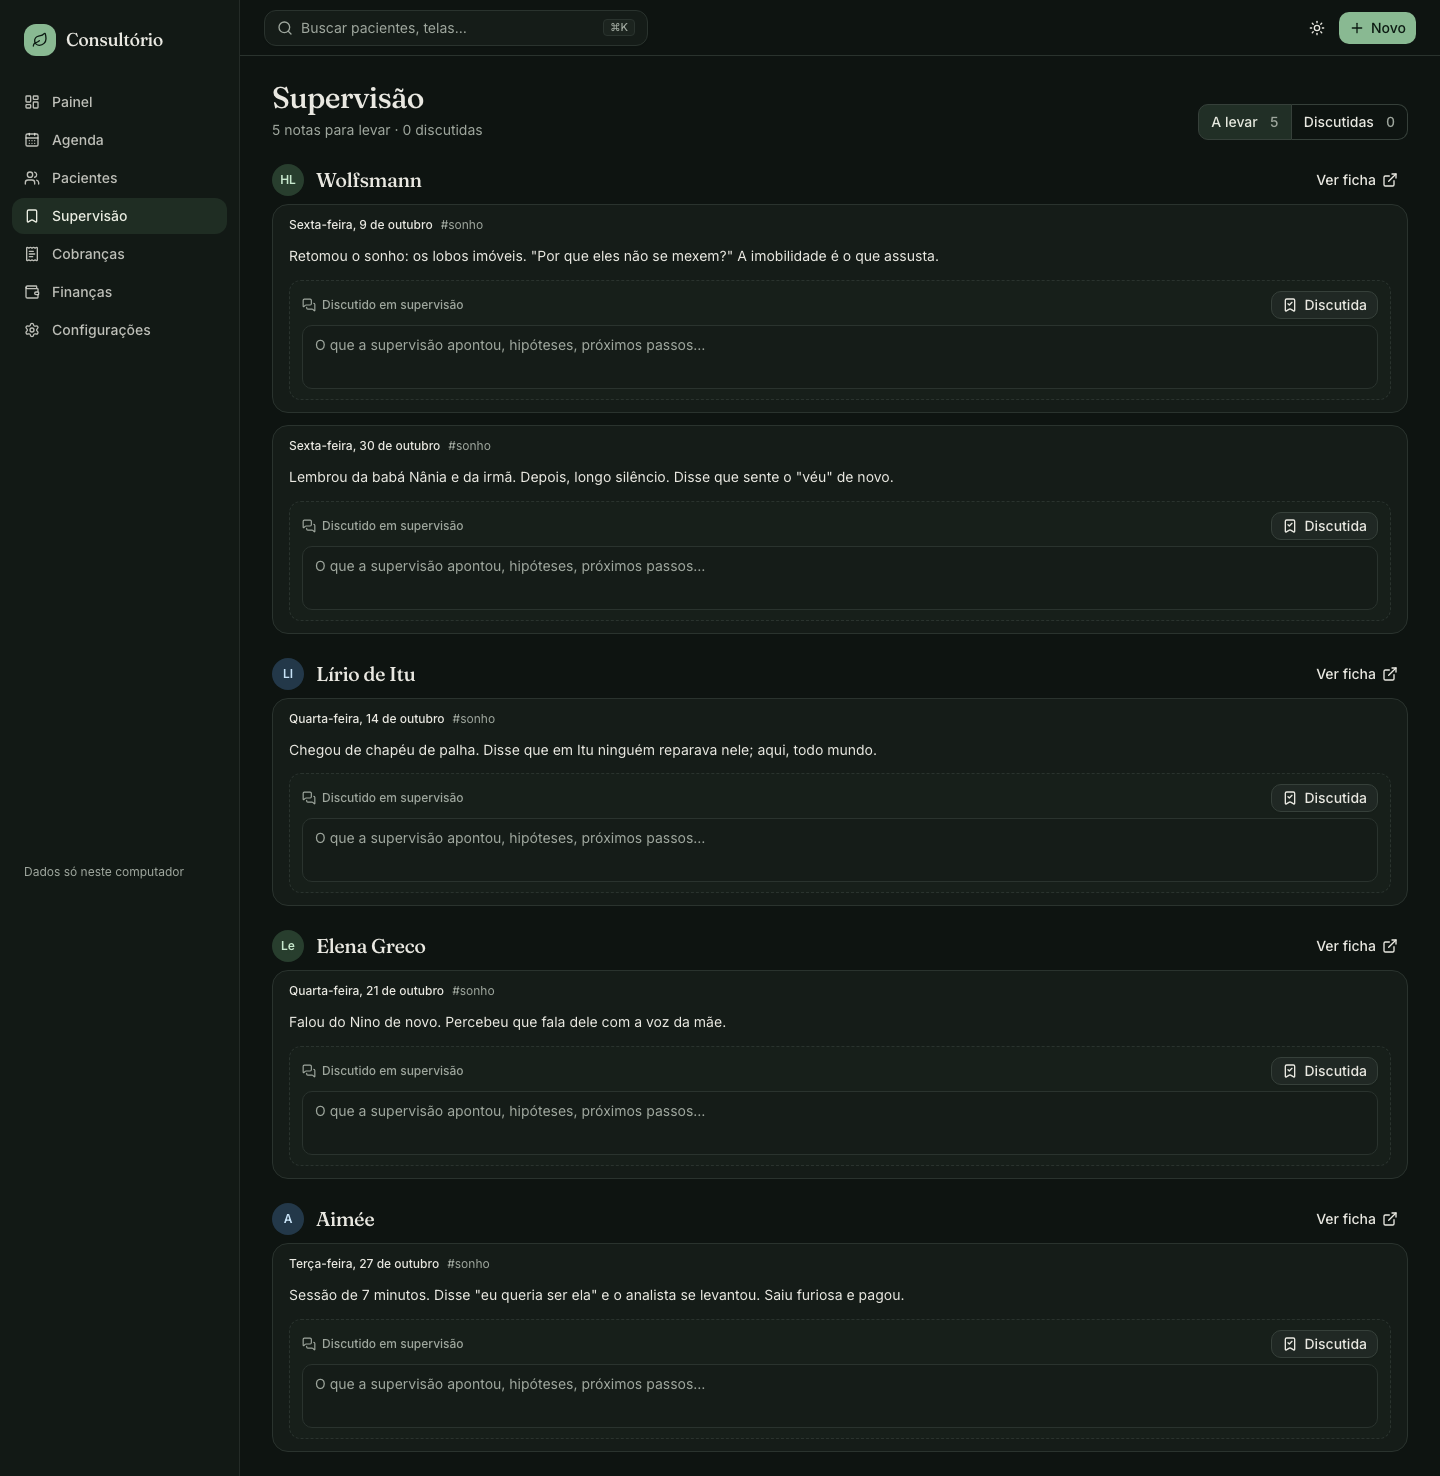 Consultório
Buscar pacientes, telas...
⌘K
Novo
Painel
Agenda
Pacientes
Supervisão
Cobranças
Finanças
Configurações
Dados só neste computador
Supervisão
5 notas para levar · 0 discutidas
A levar 5
Discutidas 0
HL
Wolfsmann
Ver ficha
Sexta-feira, 9 de outubro #sonho
Retomou o sonho: os lobos imóveis. "Por que eles não se mexem?" A imobilidade é o que assusta.
Discutido em supervisão
Discutida
O que a supervisão apontou, hipóteses, próximos passos...
Sexta-feira, 30 de outubro #sonho
Lembrou da babá Nânia e da irmã. Depois, longo silêncio. Disse que sente o "véu" de novo.
Discutido em supervisão
Discutida
O que a supervisão apontou, hipóteses, próximos passos...
LI
Lírio de Itu
Ver ficha
Quarta-feira, 14 de outubro #sonho
Chegou de chapéu de palha. Disse que em Itu ninguém reparava nele; aqui, todo mundo.
Discutido em supervisão
Discutida
O que a supervisão apontou, hipóteses, próximos passos...
Le
Elena Greco
Ver ficha
Quarta-feira, 21 de outubro #sonho
Falou do Nino de novo. Percebeu que fala dele com a voz da mãe.
Discutido em supervisão
Discutida
O que a supervisão apontou, hipóteses, próximos passos...
A
Aimée
Ver ficha
Terça-feira, 27 de outubro #sonho
Sessão de 7 minutos. Disse "eu queria ser ela" e o analista se levantou. Saiu furiosa e pagou.
Discutido em supervisão
Discutida
O que a supervisão apontou, hipóteses, próximos passos...